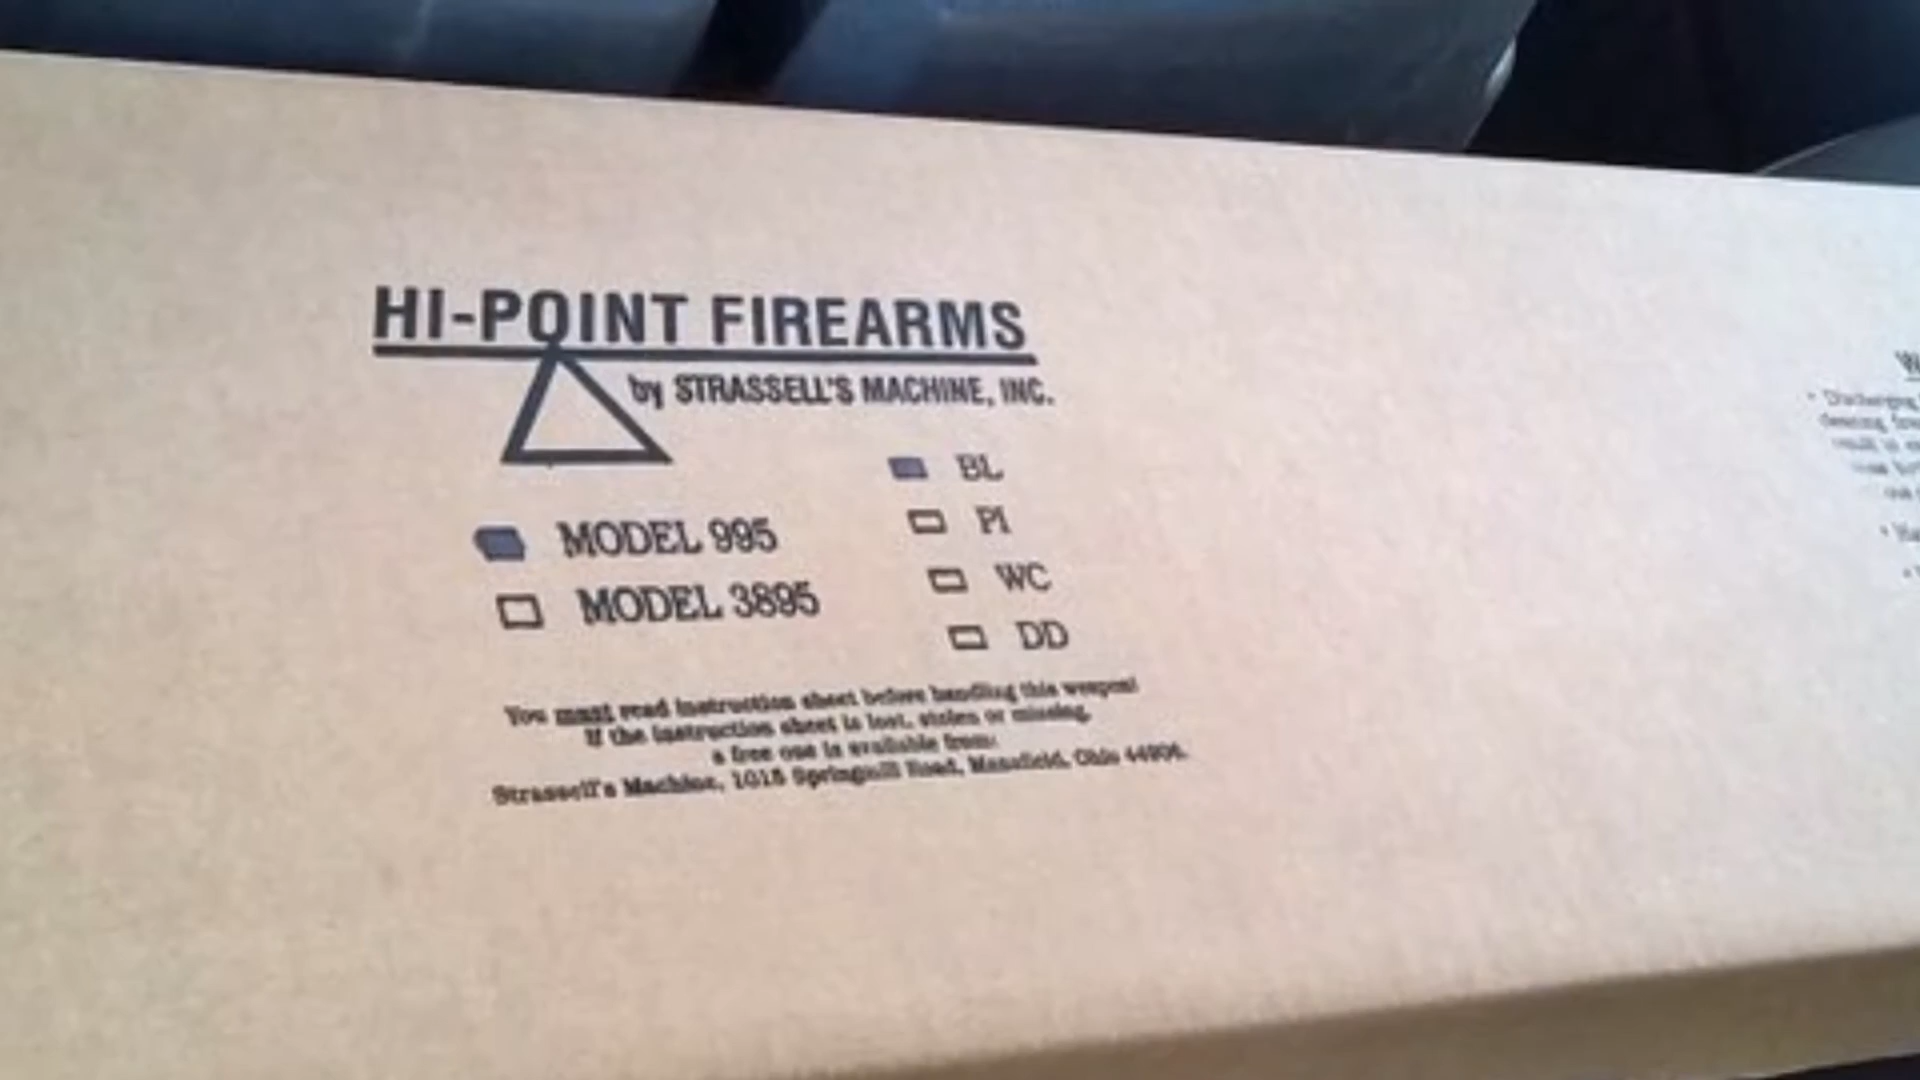 HI-POINT FIREARMS
by STRASSELL'S MACHINE, INC.
BL
PI
WC
DD
MODEL 995
MODEL 3895
You must read instruction sheet before handling this weapon!
If the instruction sheet is lost, stolen or missing,
a free one is available from:
Strassell's Machine, 1015 Springmill Road, Mansfield, Ohio 44906.
Discharging